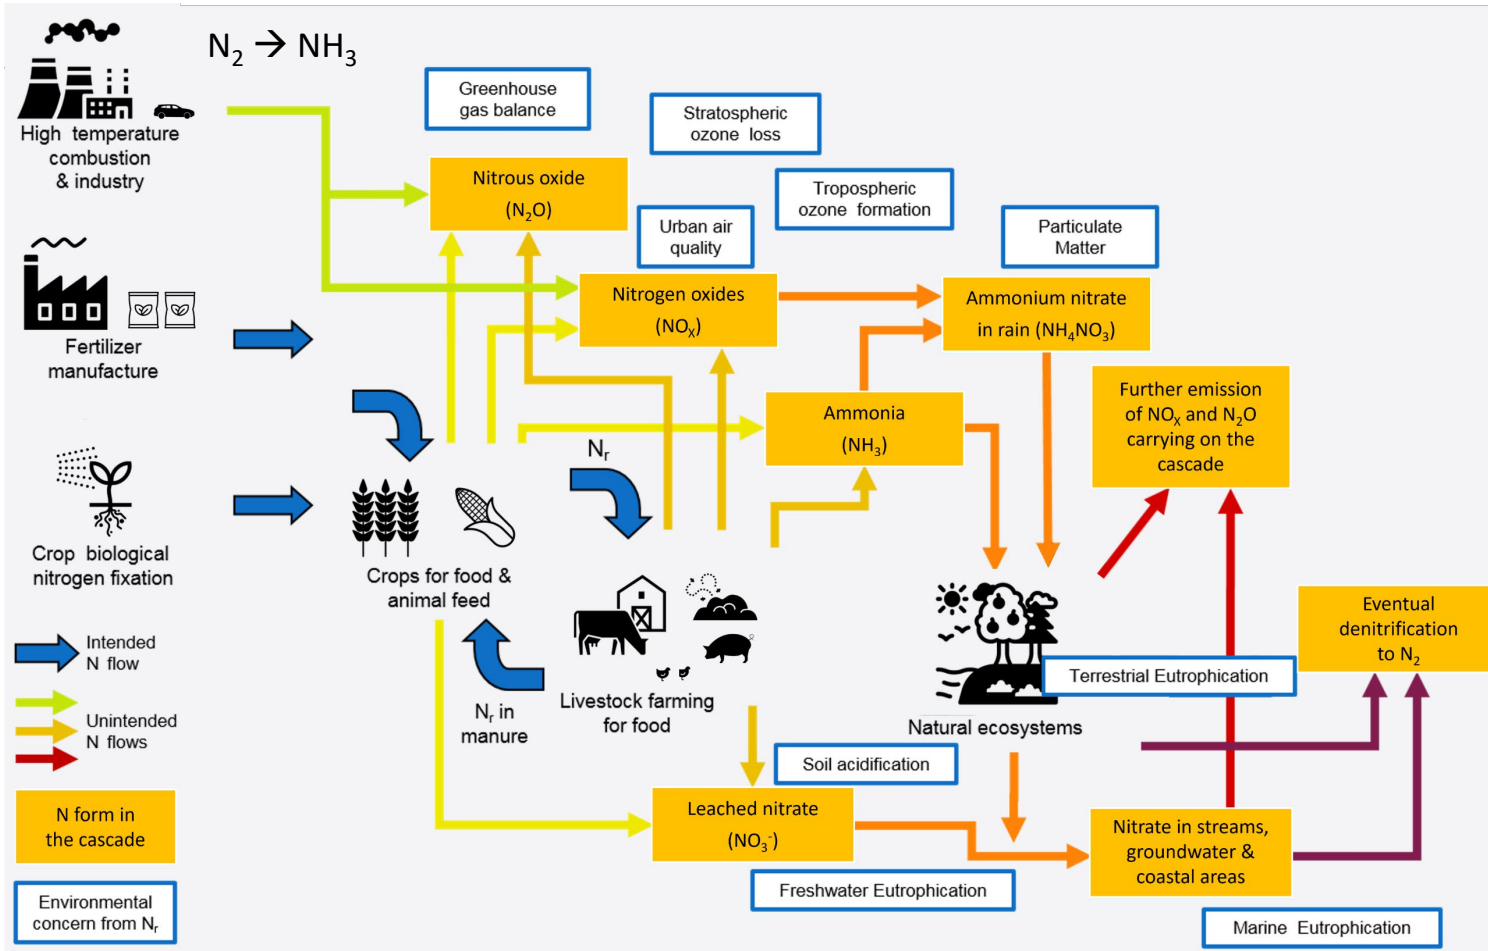 N₂ → NH₃
High temperature
combustion
& industry
Greenhouse
gas balance
Stratospheric
ozone loss
Nitrous oxide
(N₂O)
Tropospheric
ozone formation
Urban air
quality
Particulate
Matter
Fertilizer
manufacture
Nitrogen oxides
(NOₓ)
Ammonium nitrate
in rain (NH₄NO₃)
Further emission
of NOₓ and N₂O
carrying on the
cascade
Ammonia
(NH₃)
Nᵣ
Crop biological
nitrogen fixation
Crops for food &
animal feed
Eventual
denitrification
to N₂
Intended
N flow
Unintended
N flows
Nᵣ in
manure
Livestock farming
for food
Terrestrial Eutrophication
Natural ecosystems
Soil acidification
N form in
the cascade
Leached nitrate
(NO₃⁻)
Nitrate in streams,
groundwater &
coastal areas
Freshwater Eutrophication
Environmental
concern from Nᵣ
Marine Eutrophication